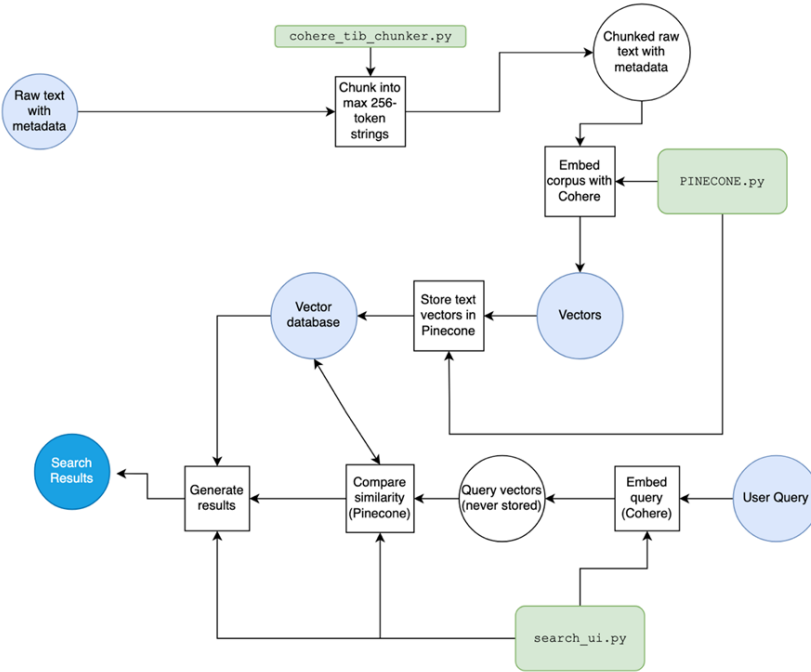 cohere_tib_chunker.py
Chunked raw
text with
metadata
Raw text
with
metadata
Chunk into
max 256-
token
strings
Embed
corpus with
Cohere
PINECONE.py
Vector
database
Store text
vectors in
Pinecone
Vectors
Search
Results
Generate
results
Compare
similarity
(Pinecone)
Query vectors
(never stored)
Embed
query
(Cohere)
User Query
search_ui.py